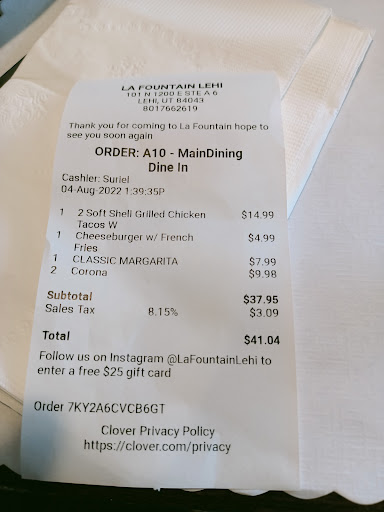 LA FOUNTAIN LEHI
101 N 1200 E STE A 6
LEHI, UT 84043
8017662619
Thank you for coming to La Fountain hope to
see you soon again
ORDER: A10 - MainDining
Dine In
Cashier: Suriel
04-Aug-2022 1:39:35P
1 2 Soft Shell Grilled Chicken $14.99
Tacos W
1 Cheeseburger w/ French $4.99
Fries
1 CLASSIC MARGARITA $7.99
2 Corona $9.98
Subtotal $37.95
Sales Tax 8.15% $3.09
Total $41.04
Follow us on Instagram @LaFountainLehi to
enter a free $25 gift card
Order 7KY2A6CVCB6GT
Clover Privacy Policy
https://clover.com/privacy